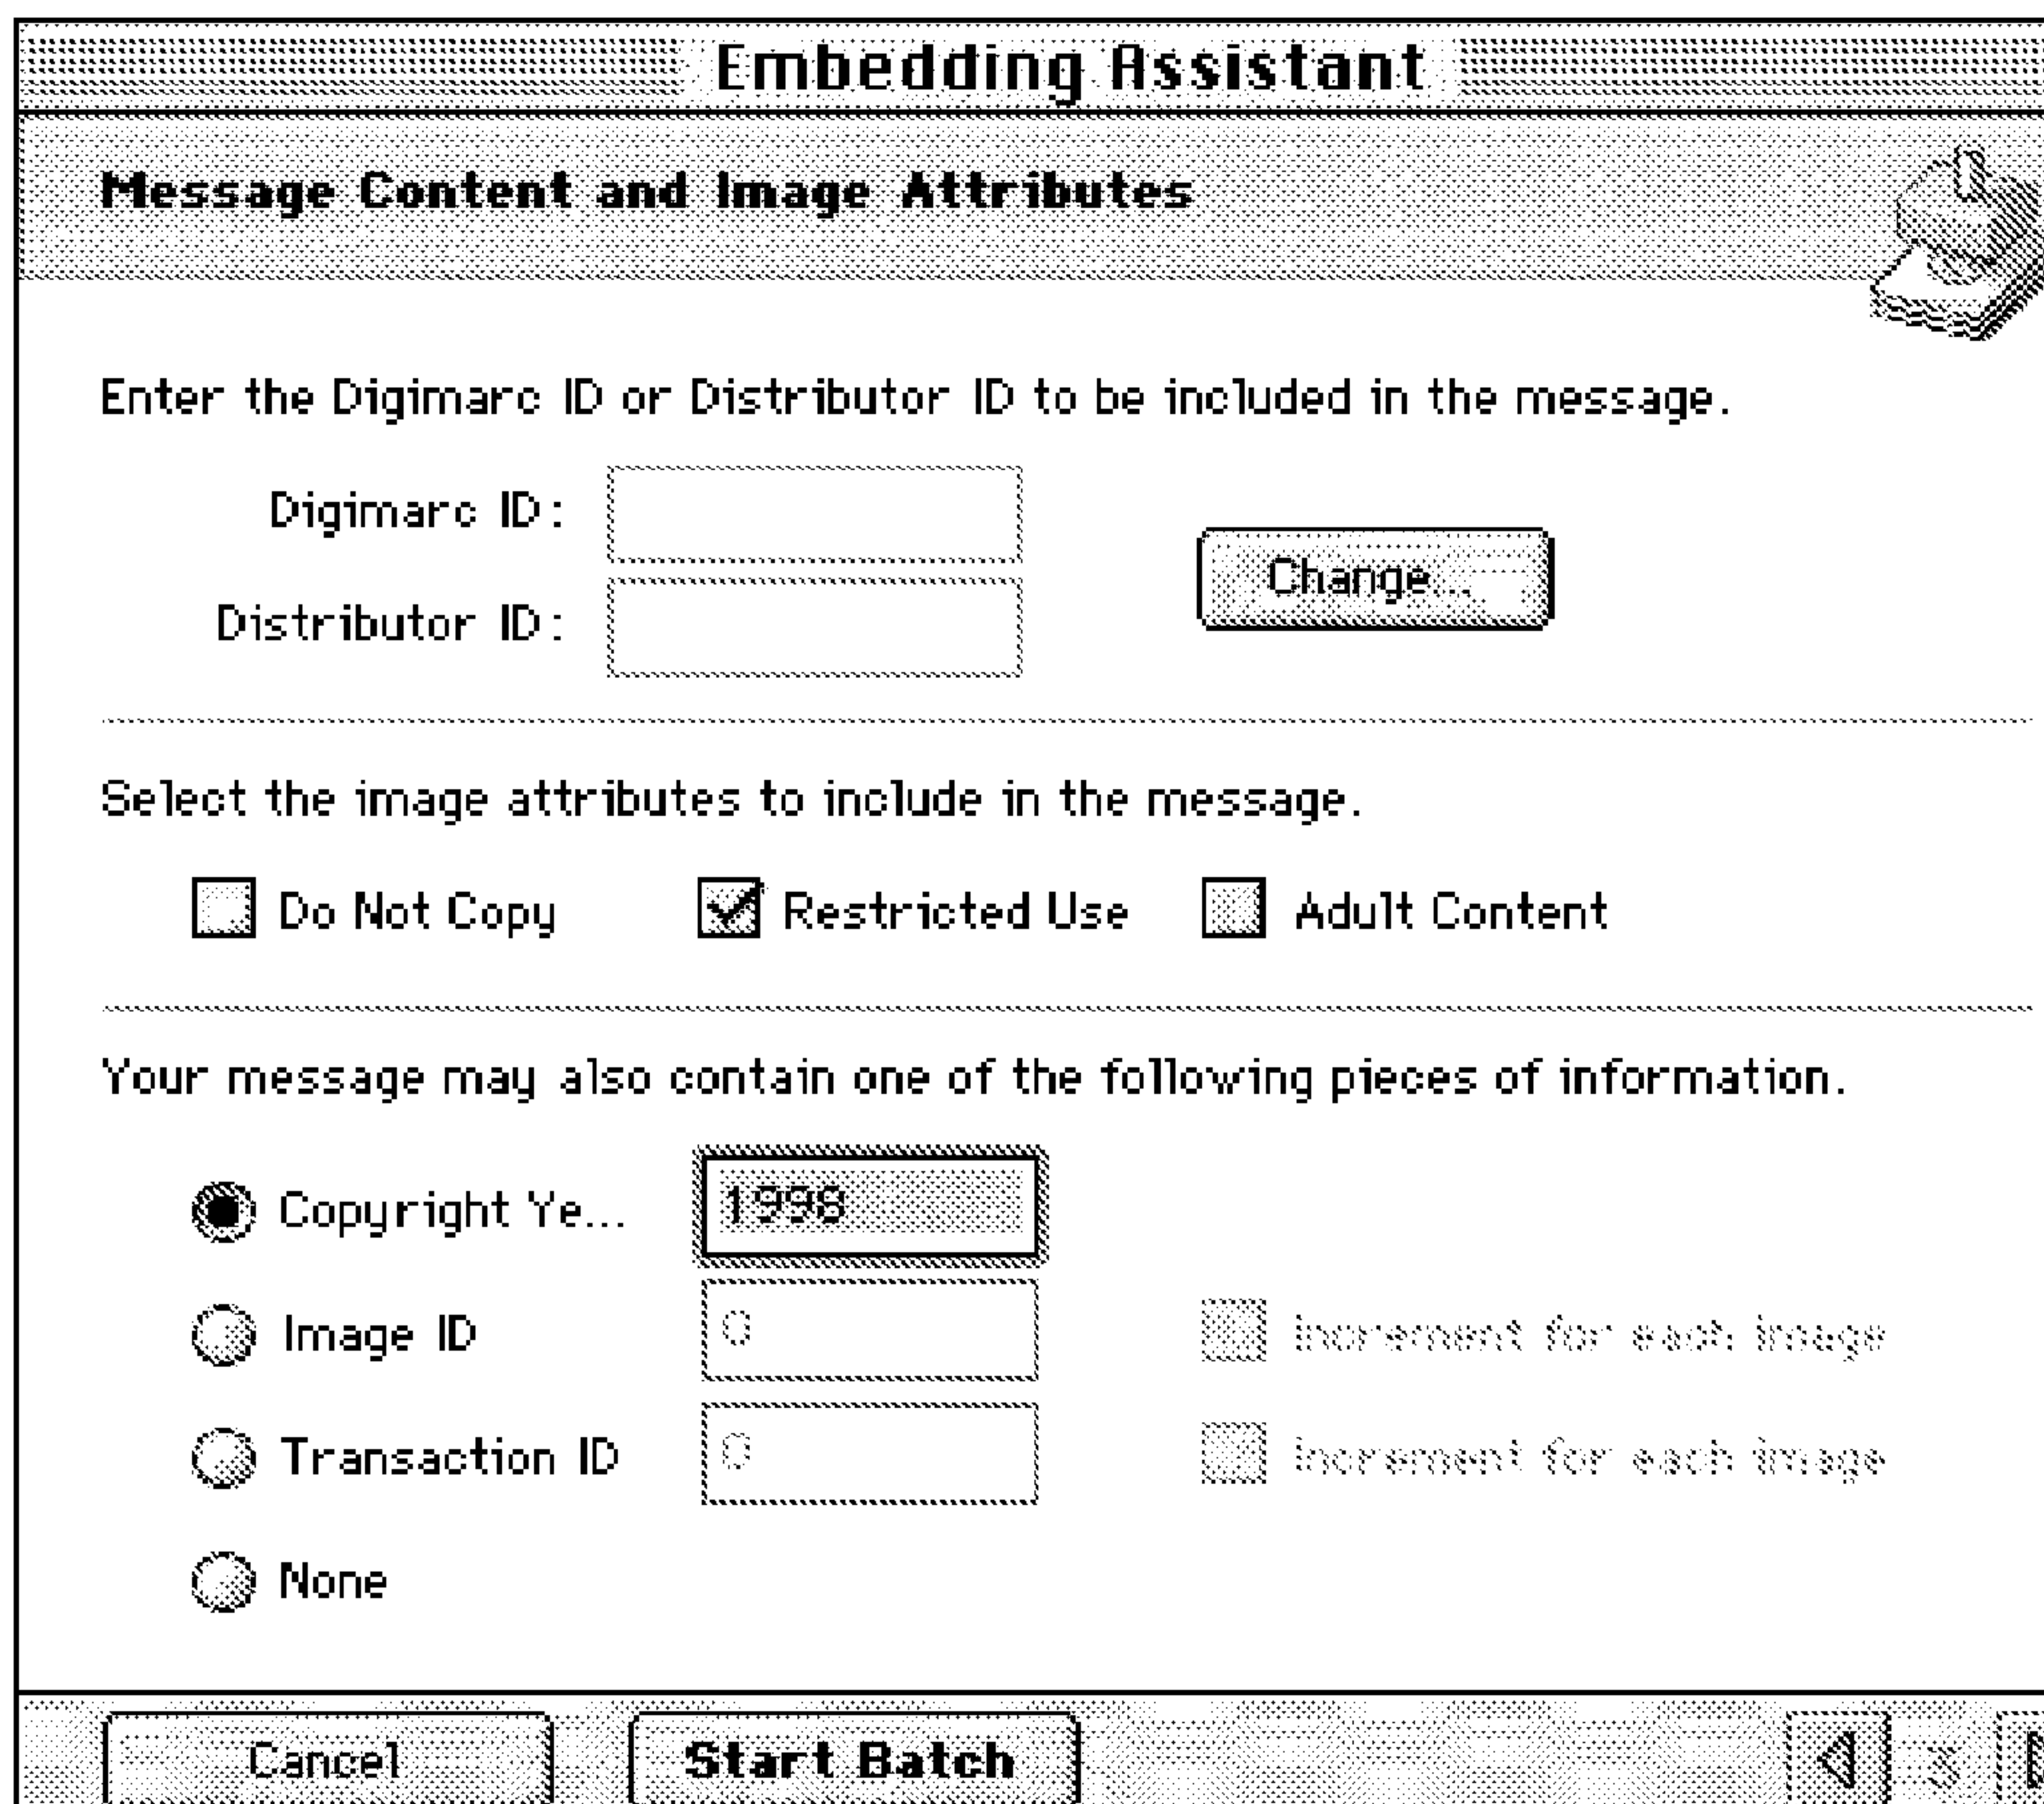 Embedding Assistant
Message Content and Image Attributes
Enter the Digimarc ID or Distributor ID to be included in the message.
Digimarc ID:
Change...
Distributor ID:
Select the image attributes to include in the message.
Do Not Copy Restricted Use Adult Content
Your message may also contain one of the following pieces of information.
Copyright Ye... 1998
Image ID 0 Increment for each image
Transaction ID 0 Increment for each image
None
Cancel Start Batch 3